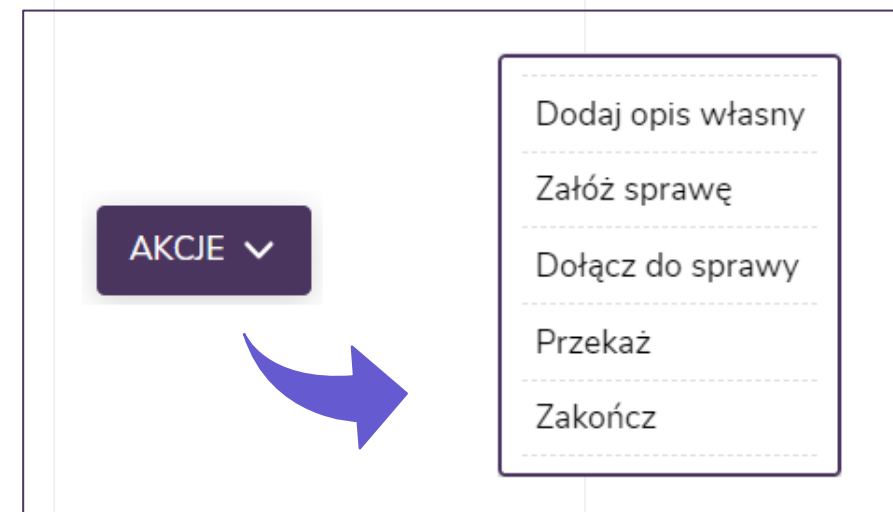 AKCJE
Dodaj opis własny
Załóż sprawę
Dołącz do sprawy
Przekaż
Zakończ